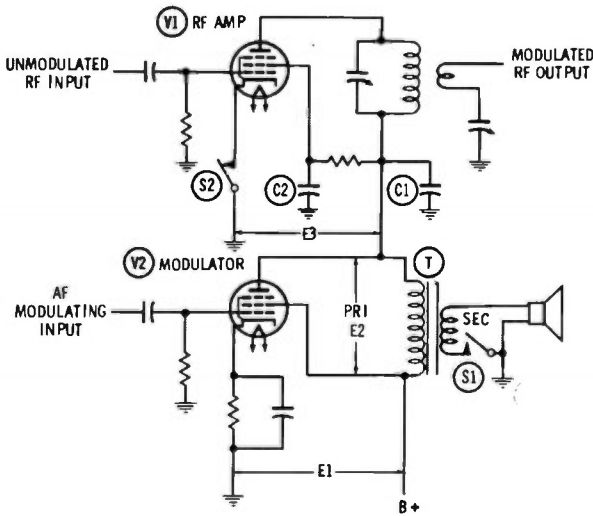 V1 RF AMP
UNMODULATED
RF INPUT
MODULATED
RF OUTPUT
S2
C2
C1
E3
V2 MODULATOR
T
AF
MODULATING
INPUT
PRI
E2
SEC
S1
E1
B+